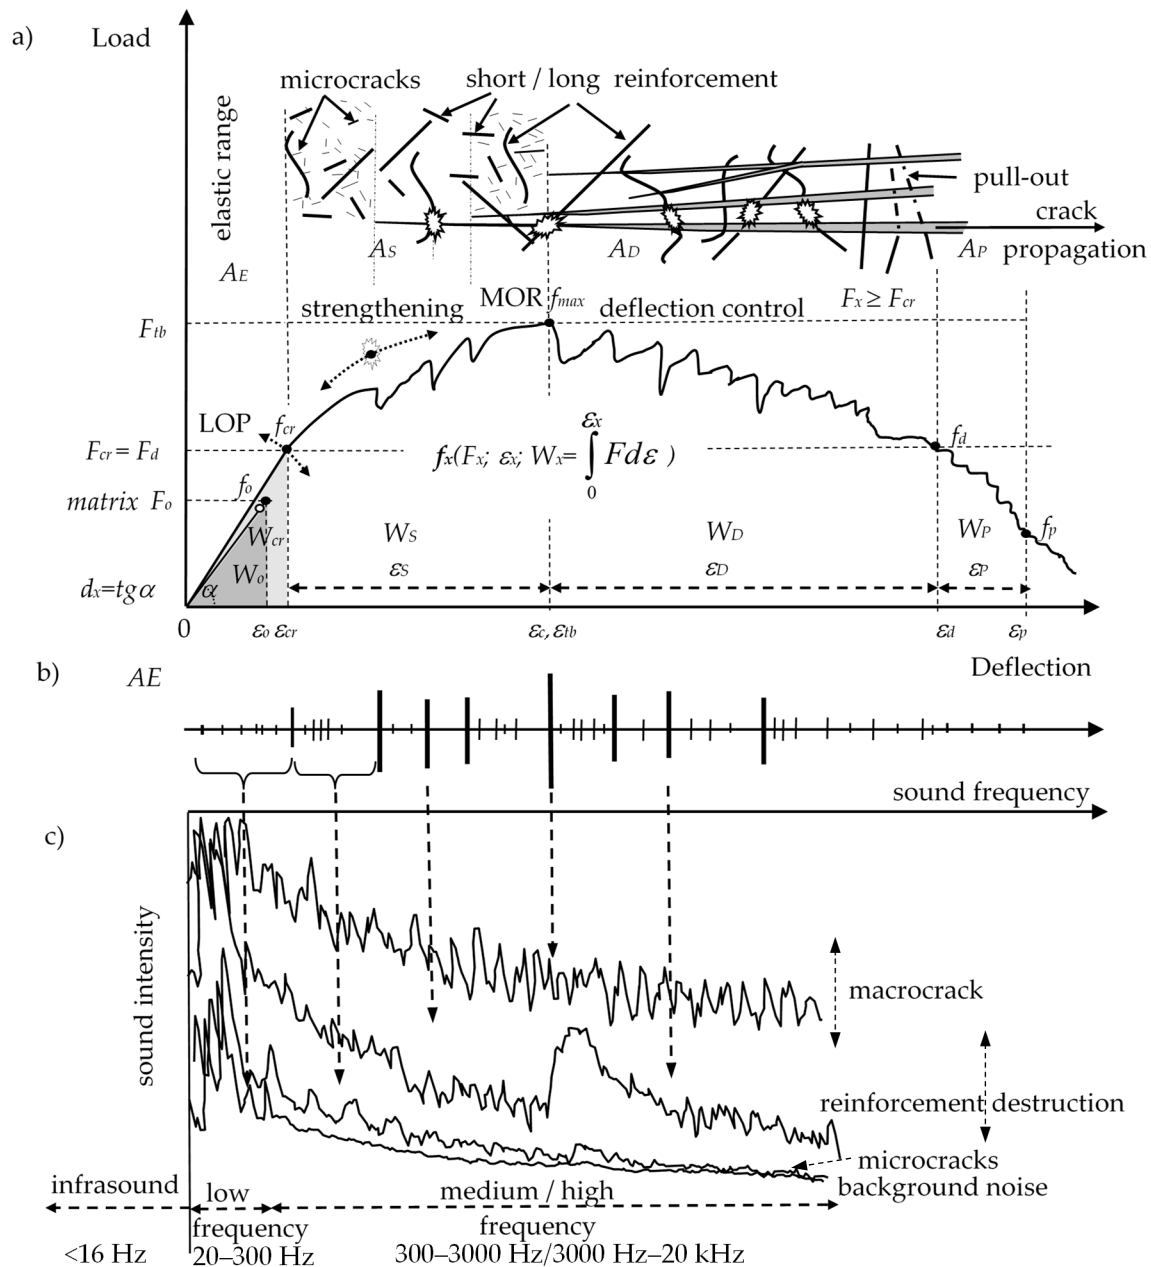 a)
Load
microcracks
short / long reinforcement
elastic range
pull-out
crack
propagation
AE
AS
AD
AP
strengthening
MOR
fmax
deflection control
Fx ≥ Fcr
Ftb
LOP
fcr
fd
Fcr = Fd
fx(Fx; εx; Wx= ∫ Fdε )
εx
0
fo
matrix Fo
Wcr
WS
WD
WP
fp
Wo
εS
εD
εP
dx=tgα
α
0
εo εcr
εc, εtb
εd
εp
Deflection
b)
AE
sound frequency
c)
sound intensity
macrocrack
reinforcement destruction
microcracks
background noise
infrasound
low
frequency
medium / high
frequency
<16 Hz
20–300 Hz
300–3000 Hz/3000 Hz–20 kHz